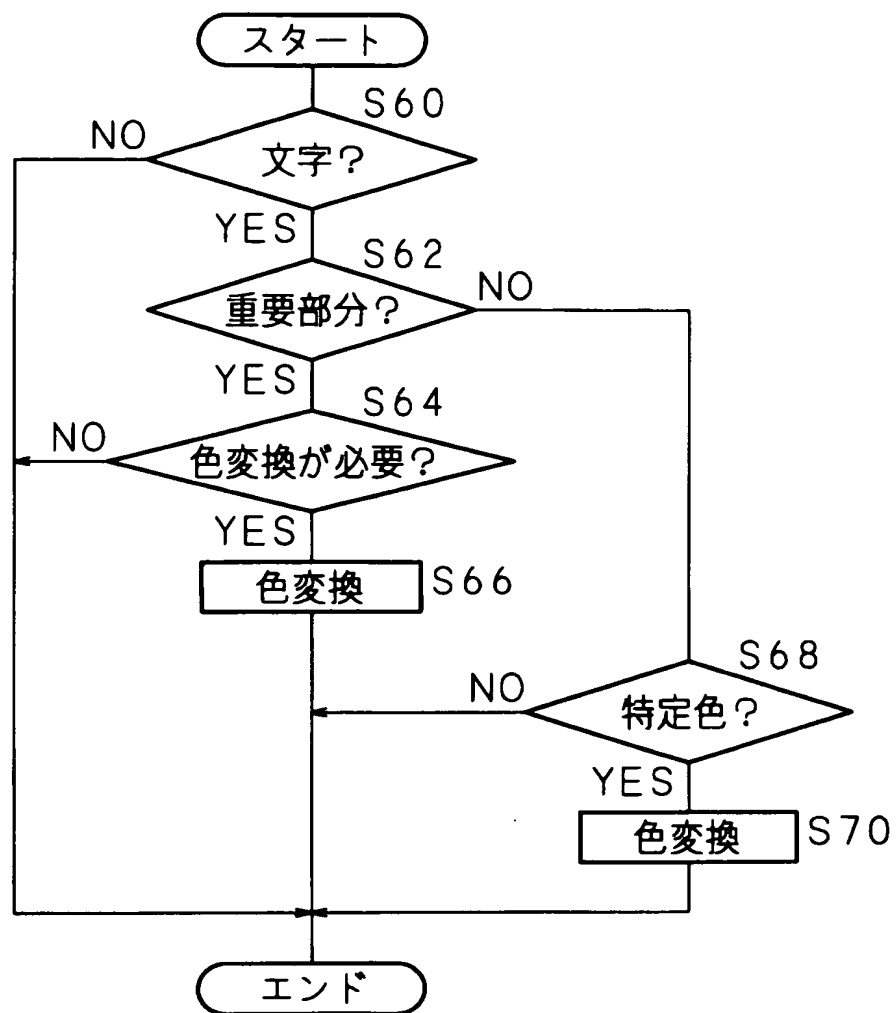 スタート
S60
NO
文字?
YES
S62
NO
重要部分?
YES
S64
NO
色変換が必要?
YES
色変換
S66
S68
NO
特定色?
YES
色変換
S70
エンド